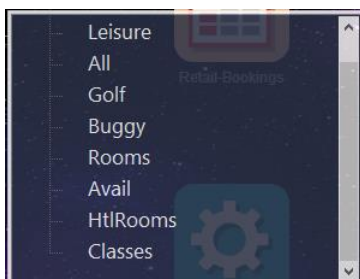 Leisure
All
Retail-Bookings
Golf
Buggy
Rooms
Avail
HtlRooms
Classes